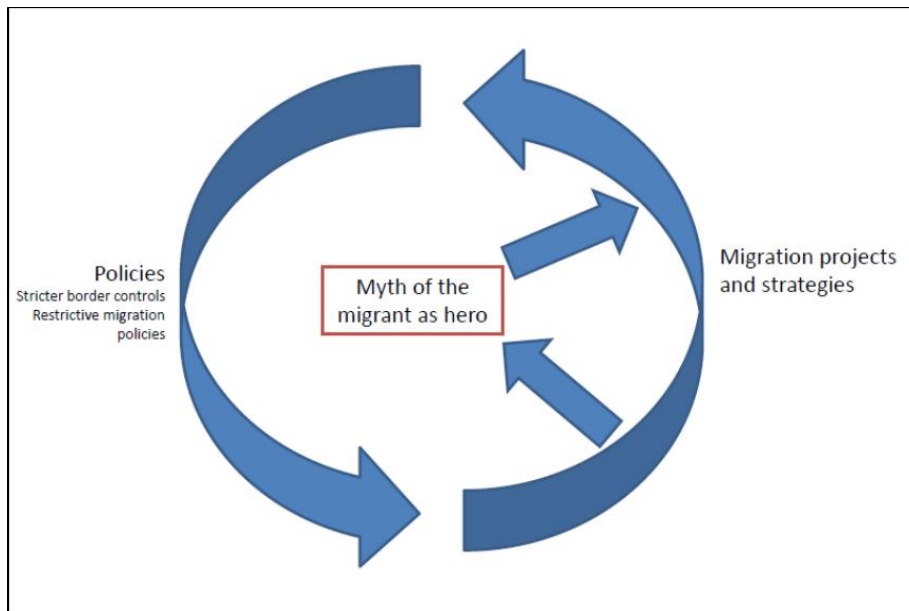 Policies
Stricter border controls
Restrictive migration
policies
Myth of the
migrant as hero
Migration projects
and strategies